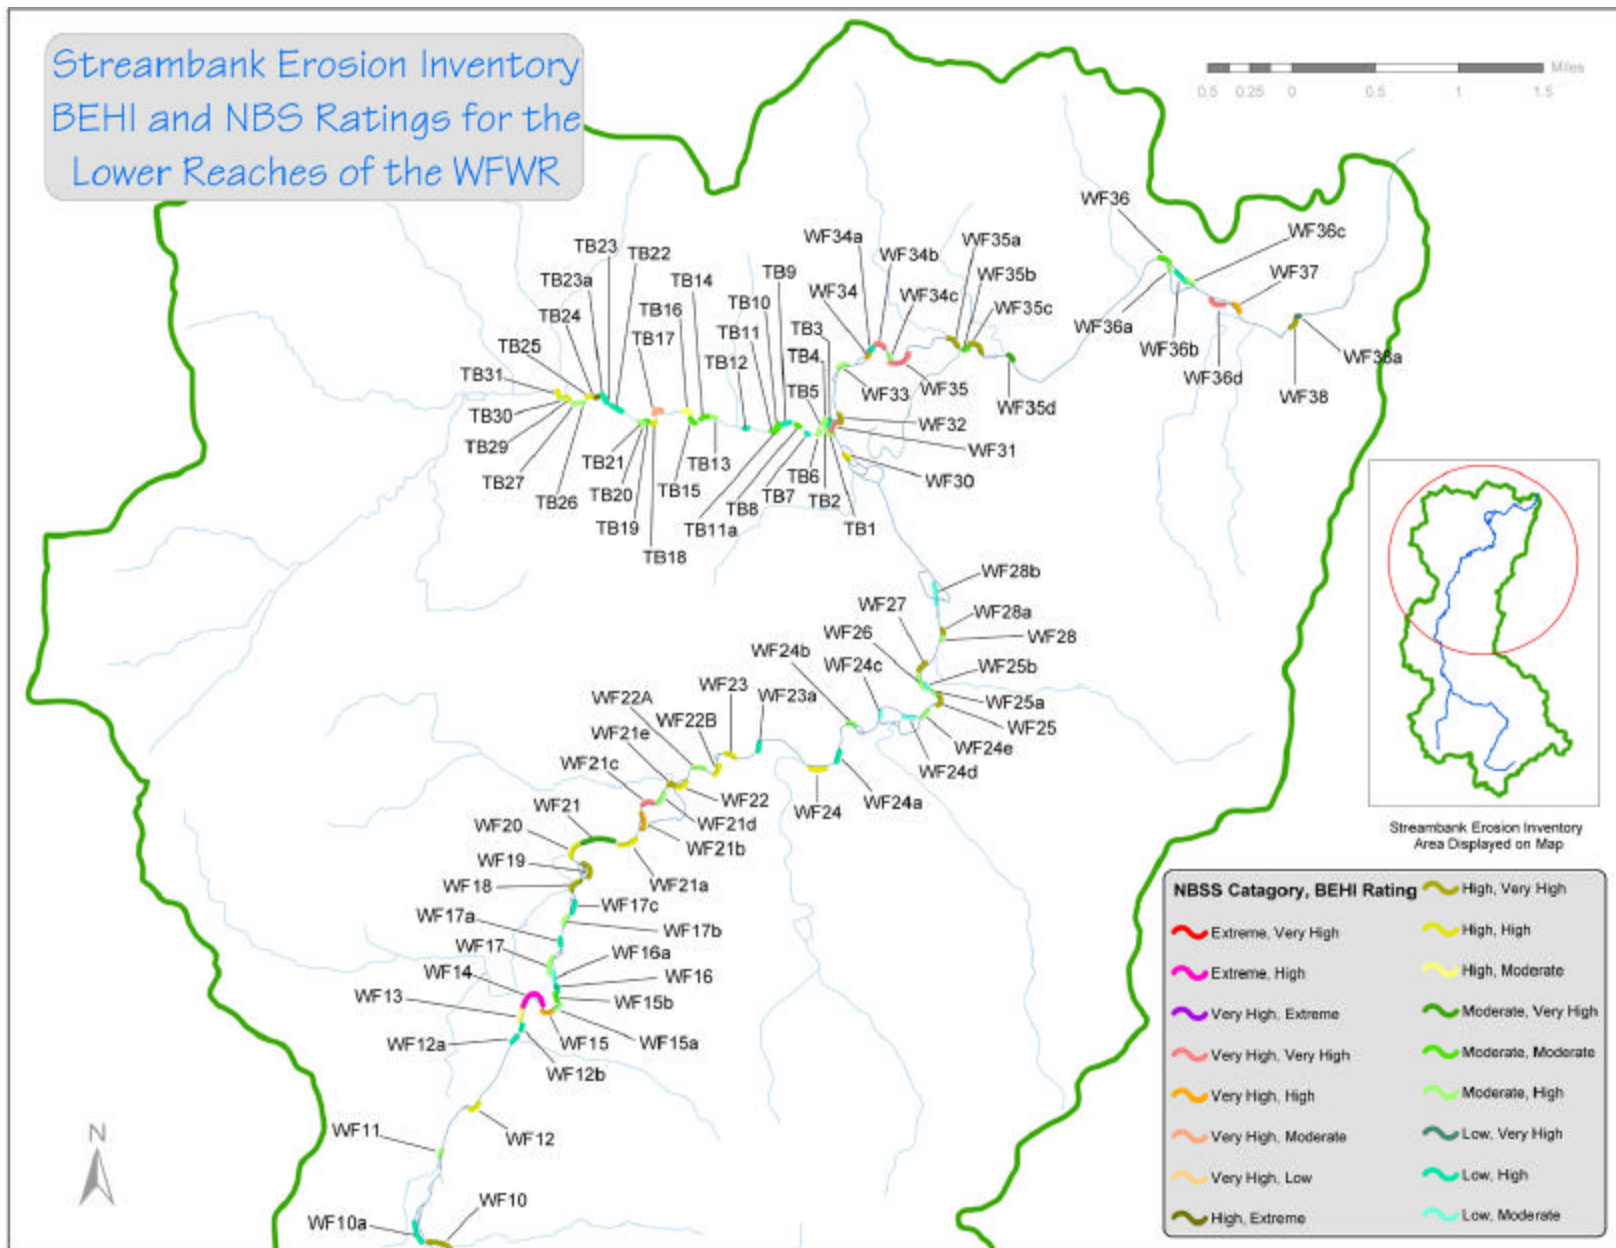 Streambank Erosion Inventory
BEHI and NBS Ratings for the
Lower Reaches of the WFWR
Miles
0.5 0.25 0 0.5 1 1.5
WF36
WF36c
WF37
WF36a
WF36b
WF36d
WF38
WF38a
WF34a
WF34b
WF35a
WF35b
WF34
WF34c
WF35c
WF33
WF35
WF35d
WF32
WF31
WF30
TB23
TB22
TB23a
TB14
TB9
TB24
TB16
TB10
TB3
TB25
TB17
TB11
TB4
TB12
TB5
TB31
TB30
TB29
TB27
TB26
TB21
TB20
TB19
TB18
TB15
TB13
TB11a
TB8
TB7
TB6
TB2
TB1
WF28b
WF27
WF28a
WF28
WF26
WF24b
WF24c
WF25b
WF25a
WF25
WF22A
WF23
WF23a
WF22B
WF21e
WF24e
WF24d
WF21c
WF22
WF24
WF24a
WF21
WF21d
WF20
WF21b
WF19
WF18
WF21a
WF17c
WF17a
WF17b
WF17
WF16a
WF14
WF16
WF13
WF15b
WF12a
WF15
WF15a
WF12b
WF12
WF11
WF10
WF10a
N
Streambank Erosion Inventory
Area Displayed on Map
NBSS Catagory, BEHI Rating
Extreme, Very High
Extreme, High
Very High, Extreme
Very High, Very High
Very High, High
Very High, Moderate
Very High, Low
High, Extreme
High, Very High
High, High
High, Moderate
Moderate, Very High
Moderate, Moderate
Moderate, High
Low, Very High
Low, High
Low, Moderate